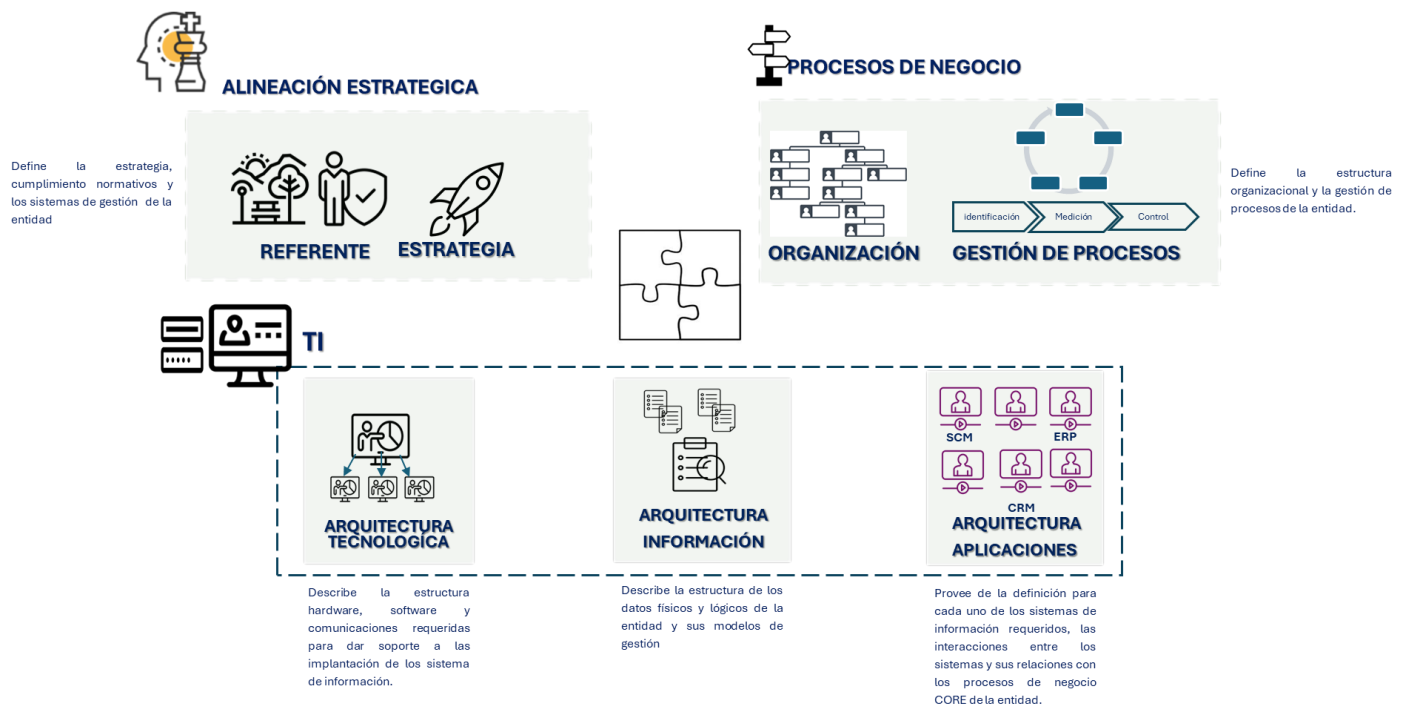 ALINEACIÓN ESTRATEGICA
Define la estrategia,
cumplimiento normativos y
los sistemas de gestión de la
entidad
REFERENTE
ESTRATEGIA
PROCESOS DE NEGOCIO
ORGANIZACIÓN
identificación
Medición
Control
GESTIÓN DE PROCESOS
Define la estructura
organizacional y la gestión de
procesos de la entidad.
TI
ARQUITECTURA
TECNOLOGÍCA
Describe la estructura
hardware, software y
comunicaciones requeridas
para dar soporte a las
implantación de los sistema
de información.
ARQUITECTURA
INFORMACIÓN
Describe la estructura de los
datos físicos y lógicos de la
entidad y sus modelos de
gestión
SCM
ERP
CRM
ARQUITECTURA
APLICACIONES
Provee de la definición para
cada uno de los sistemas de
información requeridos, las
interacciones entre los
sistemas y sus relaciones con
los procesos de negocio
CORE de la entidad.